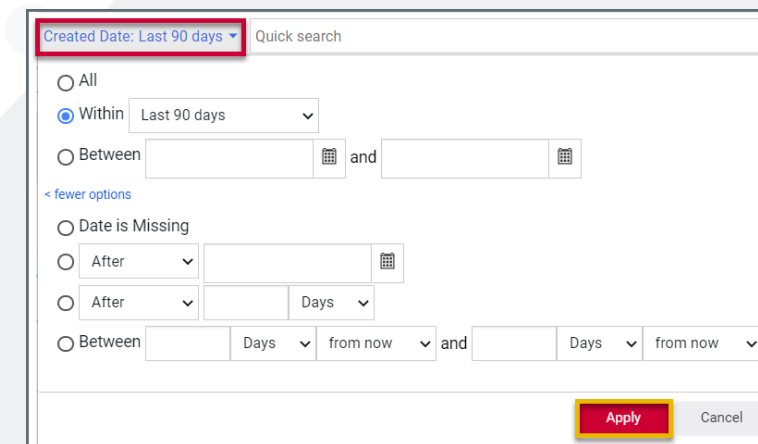 Created Date: Last 90 days Quick search
All
Within Last 90 days
Between and
< fewer options
Date is Missing
After
After Days
Between Days from now and Days from now
Apply Cancel